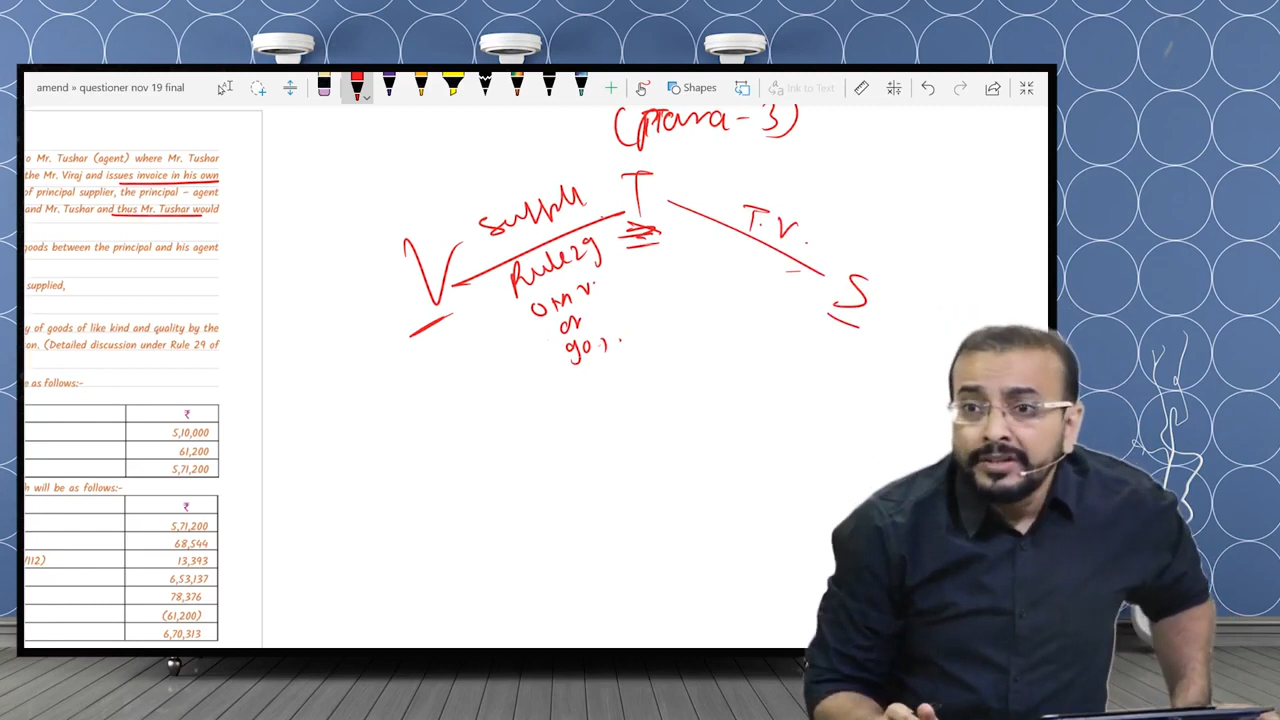 amend » questioner nov 19 final
Shapes
Ink to Text
(Para-3)
to Mr. Tushar (agent) where Mr. Tushar
the Mr. Viraj and issues invoice in his own
of principal supplier, the principal – agent
and Mr. Tushar and thus Mr. Tushar would
goods between the principal and his agent
supplied,
y of goods of like kind and quality by the
on. (Detailed discussion under Rule 29 of
e as follows:-
₹
5,10,000
61,200
5,71,200
h will be as follows:-
₹
5,71,200
68,544
/112) 13,393
6,53,137
78,376
(61,200)
6,70,313
T
T.V.
V
Rule 29
OMV.
or
S